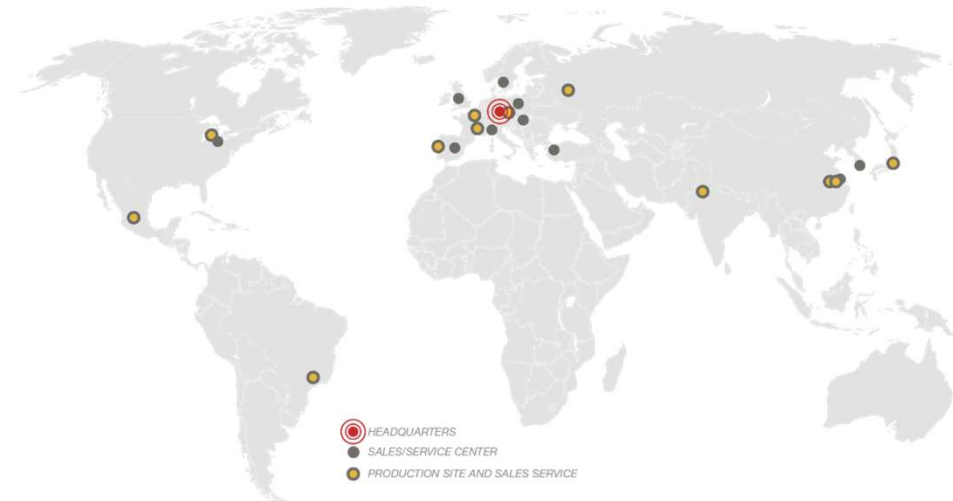 HEADQUARTERS
SALES/SERVICE CENTER
PRODUCTION SITE AND SALES SERVICE